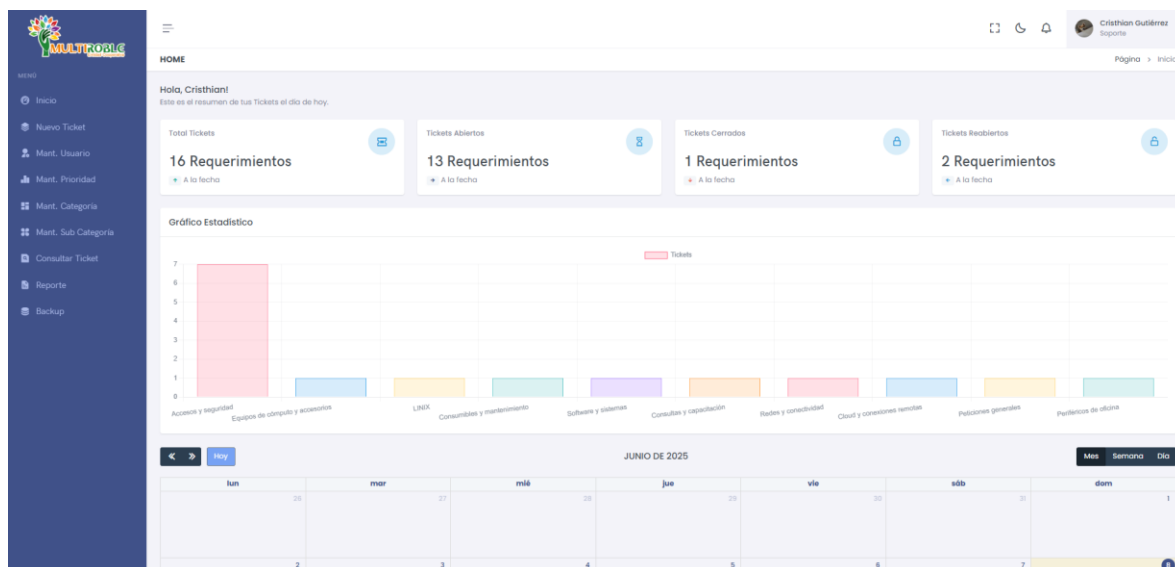 MULTIROBLE
Cristhian Gutiérrez
Soporte
MENÚ
Inicio
Nuevo Ticket
Mant. Usuario
Mant. Prioridad
Mant. Categoría
Mant. Sub Categoría
Consultar Ticket
Reporte
Backup
HOME
Página > Inicio
Hola, Cristhian!
Este es el resumen de tus Tickets el día de hoy.
Total Tickets
16 Requerimientos
A la fecha
Tickets Abiertos
13 Requerimientos
A la fecha
Tickets Cerrados
1 Requerimientos
A la fecha
Tickets Reabiertos
2 Requerimientos
A la fecha
Gráfico Estadístico
Tickets
7
6
5
4
3
2
1
0
Accesos y seguridad
Equipos de cómputo y accesorios
LINIX
Consumibles y mantenimiento
Software y sistemas
Consultas y capacitación
Redes y conectividad
Cloud y conexiones remotas
Peticiones generales
Periféricos de oficina
Hoy
JUNIO DE 2025
Mes Semana Día
lun mar mié jue vie sáb dom
26 27 28 29 30 31 1
2 3 4 5 6 7 8